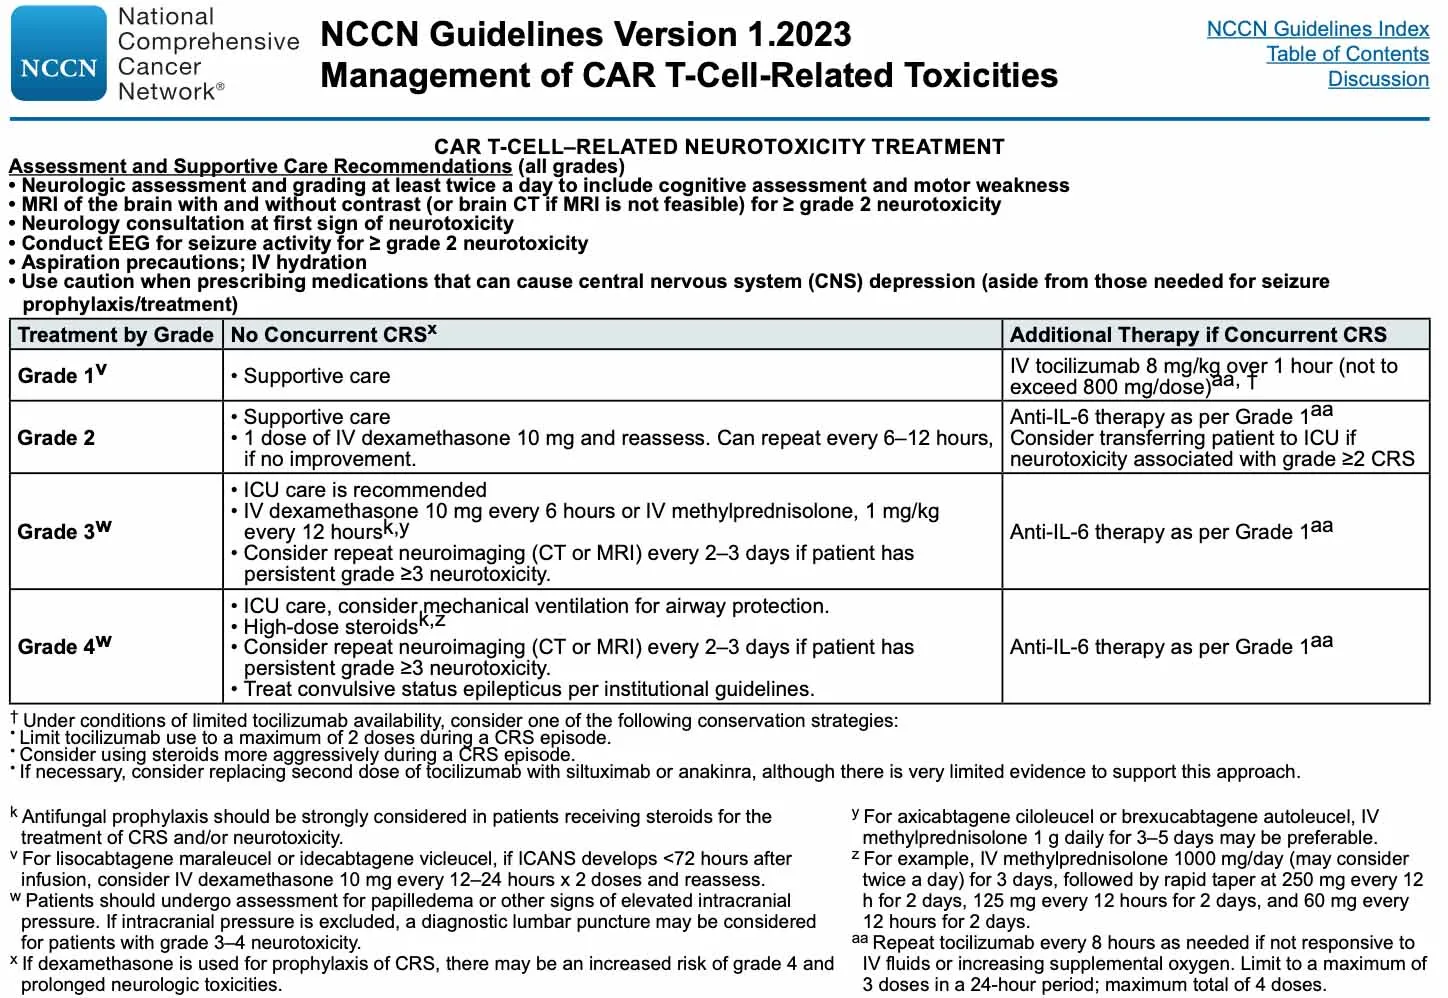 National
Comprehensive
NCCN Cancer
Network®
NCCN Guidelines Version 1.2023
Management of CAR T-Cell-Related Toxicities
NCCN Guidelines Index
Table of Contents
Discussion
CAR T-CELL–RELATED NEUROTOXICITY TREATMENT
Assessment and Supportive Care Recommendations (all grades)
• Neurologic assessment and grading at least twice a day to include cognitive assessment and motor weakness
• MRI of the brain with and without contrast (or brain CT if MRI is not feasible) for ≥ grade 2 neurotoxicity
• Neurology consultation at first sign of neurotoxicity
• Conduct EEG for seizure activity for ≥ grade 2 neurotoxicity
• Aspiration precautions; IV hydration
• Use caution when prescribing medications that can cause central nervous system (CNS) depression (aside from those needed for seizure
prophylaxis/treatment)
Treatment by Grade
No Concurrent CRSx
Additional Therapy if Concurrent CRS
Grade 1v
• Supportive care
IV tocilizumab 8 mg/kg over 1 hour (not to
exceed 800 mg/dose)aa, †
Grade 2
• Supportive care
• 1 dose of IV dexamethasone 10 mg and reassess. Can repeat every 6–12 hours,
if no improvement.
Anti-IL-6 therapy as per Grade 1aa
Consider transferring patient to ICU if
neurotoxicity associated with grade ≥2 CRS
Grade 3w
• ICU care is recommended
• IV dexamethasone 10 mg every 6 hours or IV methylprednisolone, 1 mg/kg
every 12 hoursk,y
• Consider repeat neuroimaging (CT or MRI) every 2–3 days if patient has
persistent grade ≥3 neurotoxicity.
Anti-IL-6 therapy as per Grade 1aa
Grade 4w
• ICU care, consider mechanical ventilation for airway protection.
• High-dose steroidsk,z
• Consider repeat neuroimaging (CT or MRI) every 2–3 days if patient has
persistent grade ≥3 neurotoxicity.
• Treat convulsive status epilepticus per institutional guidelines.
Anti-IL-6 therapy as per Grade 1aa
† Under conditions of limited tocilizumab availability, consider one of the following conservation strategies:
• Limit tocilizumab use to a maximum of 2 doses during a CRS episode.
• Consider using steroids more aggressively during a CRS episode.
• If necessary, consider replacing second dose of tocilizumab with siltuximab or anakinra, although there is very limited evidence to support this approach.
k Antifungal prophylaxis should be strongly considered in patients receiving steroids for the
treatment of CRS and/or neurotoxicity.
v For lisocabtagene maraleucel or idecabtagene vicleucel, if ICANS develops <72 hours after
infusion, consider IV dexamethasone 10 mg every 12–24 hours x 2 doses and reassess.
w Patients should undergo assessment for papilledema or other signs of elevated intracranial
pressure. If intracranial pressure is excluded, a diagnostic lumbar puncture may be considered
for patients with grade 3–4 neurotoxicity.
x If dexamethasone is used for prophylaxis of CRS, there may be an increased risk of grade 4 and
prolonged neurologic toxicities.
y For axicabtagene ciloleucel or brexucabtagene autoleucel, IV
methylprednisolone 1 g daily for 3–5 days may be preferable.
z For example, IV methylprednisolone 1000 mg/day (may consider
twice a day) for 3 days, followed by rapid taper at 250 mg every 12
h for 2 days, 125 mg every 12 hours for 2 days, and 60 mg every
12 hours for 2 days.
aa Repeat tocilizumab every 8 hours as needed if not responsive to
IV fluids or increasing supplemental oxygen. Limit to a maximum of
3 doses in a 24-hour period; maximum total of 4 doses.